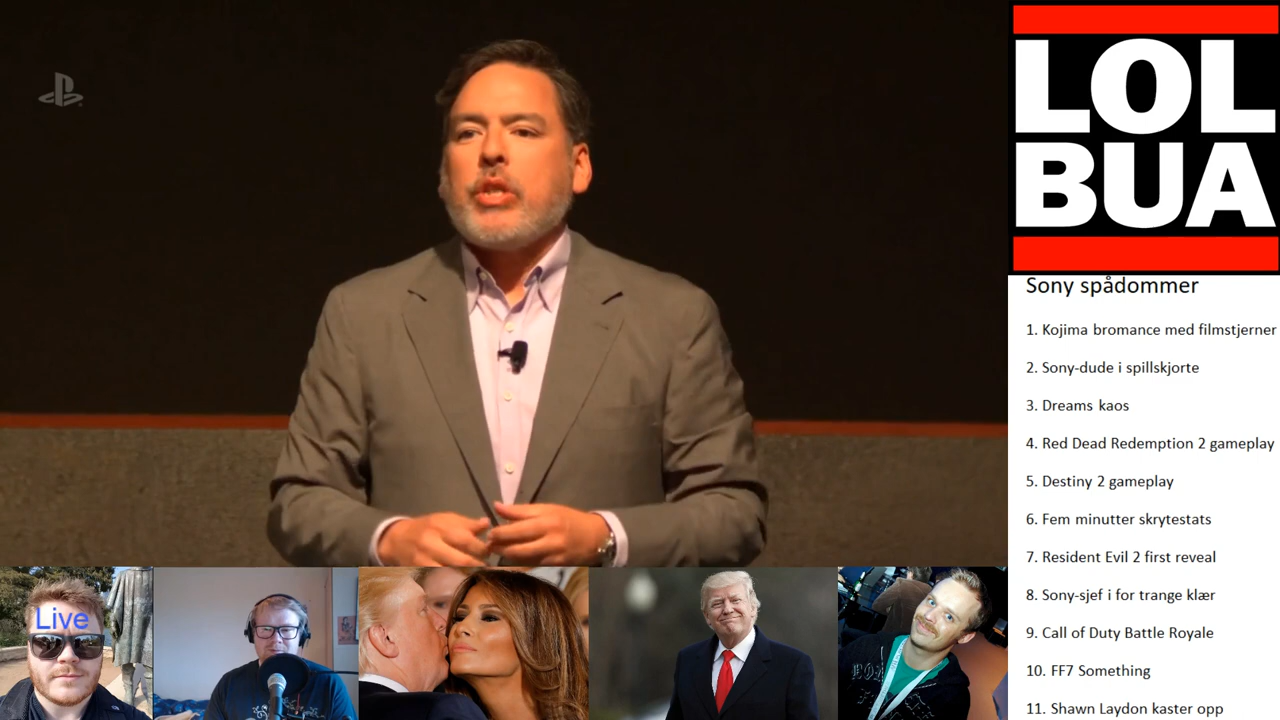 LOL
BUA
Sony spådommer
1. Kojima bromance med filmstjerner
2. Sony-dude i spillskjorte
3. Dreams kaos
4. Red Dead Redemption 2 gameplay
5. Destiny 2 gameplay
6. Fem minutter skrytestats
7. Resident Evil 2 first reveal
8. Sony-sjef i for trange klær
9. Call of Duty Battle Royale
10. FF7 Something
11. Shawn Laydon kaster opp
Live